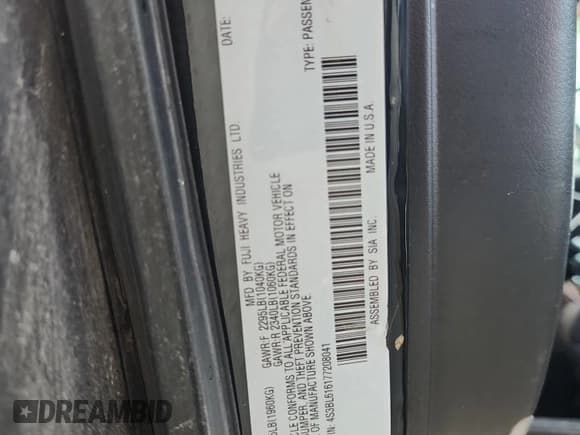 MFD. BY FUJI HEAVY INDUSTRIES LTD. DATE:
GAWR:F 2295LB(1040KG)
LB(1960KG) GAWR:R 2340LB(1060KG)
CLE CONFORMS TO ALL APPLICABLE FEDERAL MOTOR VEHICLE
BUMPER, AND THEFT PREVENTION STANDARDS IN EFFECT ON
OF MANUFACTURE SHOWN ABOVE.
IN: 4S3BL616177208041 TYPE: PASSEN
ASSEMBLED BY SIA INC. MADE IN U.S.A.
DREAMBID